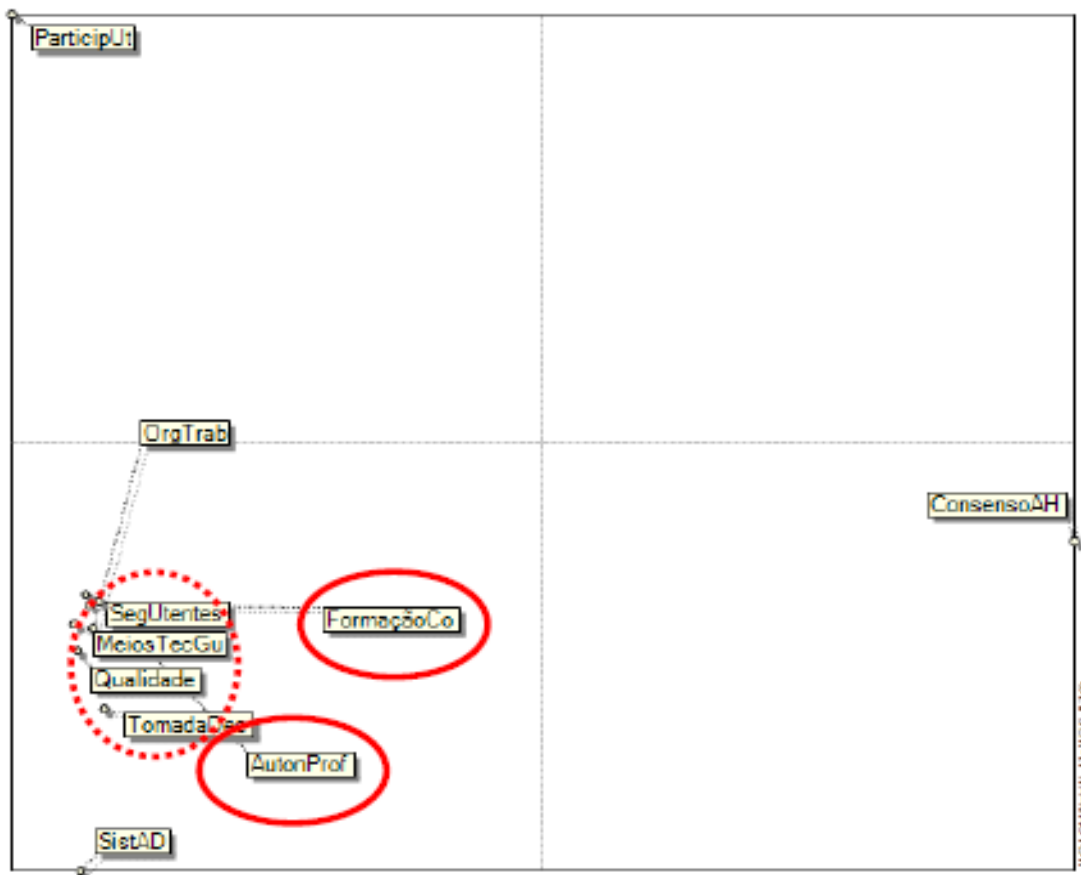 ParticipUt
OrgTrab
ConsensoAH
SegUtentes
FormaçãoCo
MeiosTecGu
Qualidade
TomadaDec
AutonProf
SistAD